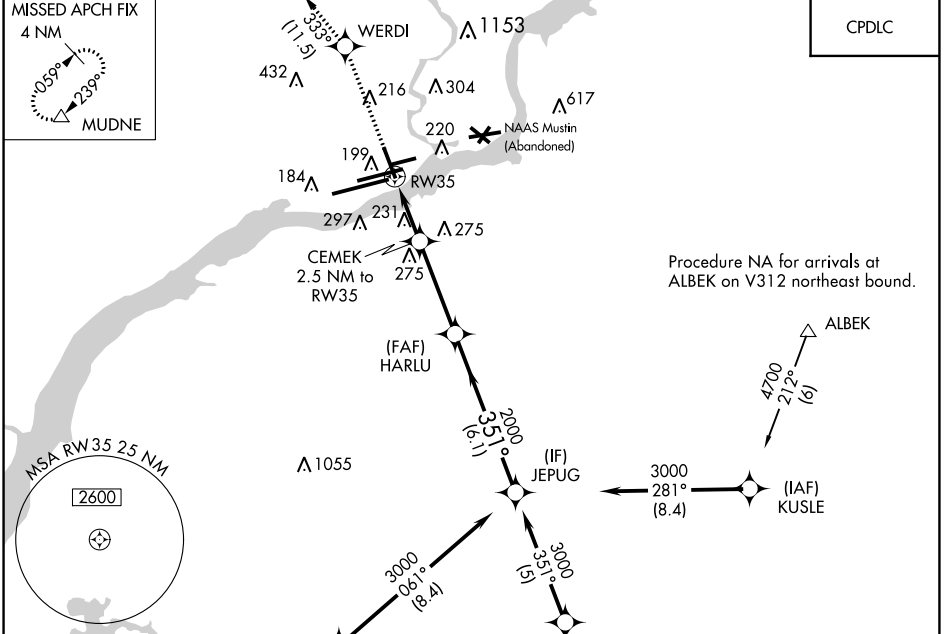 MISSED APCH FIX
4 NM
059°
239°
MUDNE
333°
(11.5)
WERDI
1153
CPDLC
432
216
304
617
NAAS Mustin
(Abandoned)
220
199
184
RW35
297
231
275
CEMEK
2.5 NM to
RW35
275
Procedure NA for arrivals at
ALBEK on V312 northeast bound.
ALBEK
(FAF)
HARLU
4700
212°
(6)
2000
351°
(6.1)
MSA RW35 25 NM
2600
1055
(IF)
JEPUG
3000
281°
(8.4)
(IAF)
KUSLE
3000
061°
(8.4)
3000
351°
(5)